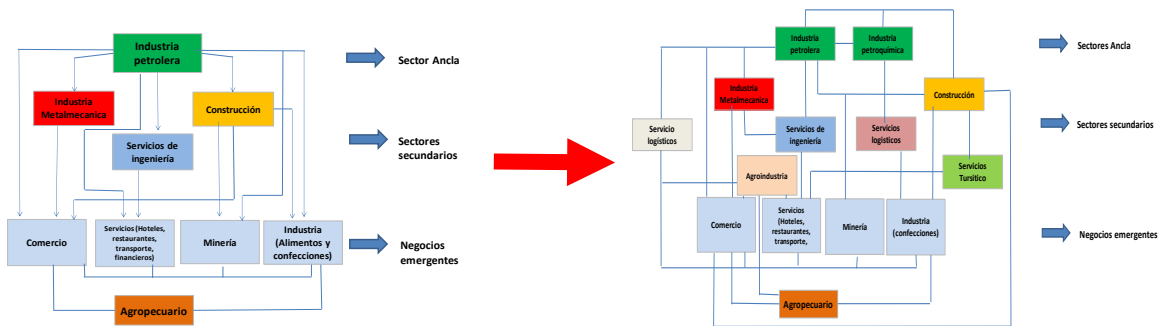 Industria
petrolera
Sector Ancla
Industria
Metalmecanica
Construcción
Servicios de
ingeniería
Sectores
secundarios
Comercio
Servicios (Hoteles,
restaurantes,
transporte,
financieros)
Minería
Industria
(Alimentos y
confecciones)
Negocios
emergentes
Agropecuario
Industria
petrolera
Industria
petroquímica
Sectores Ancla
Industria
Metalmecanica
Construcción
Servicio
logísticos
Servicios de
ingeniería
Servicios
logisticos
Sectores secundarios
Agroindustria
Servicios
Tursitico
Comercio
Servicios
(Hoteles,
restaurantes,
transporte,
Minería
Industria
(confecciones)
Negocios emergentes
Agropecuario